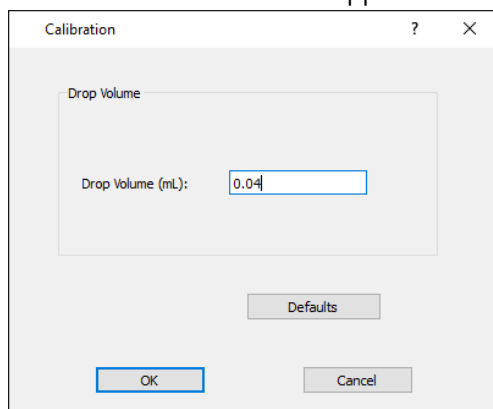 Calibration ?
Drop Volume
Drop Volume (mL): 0.04
Defaults
OK Cancel